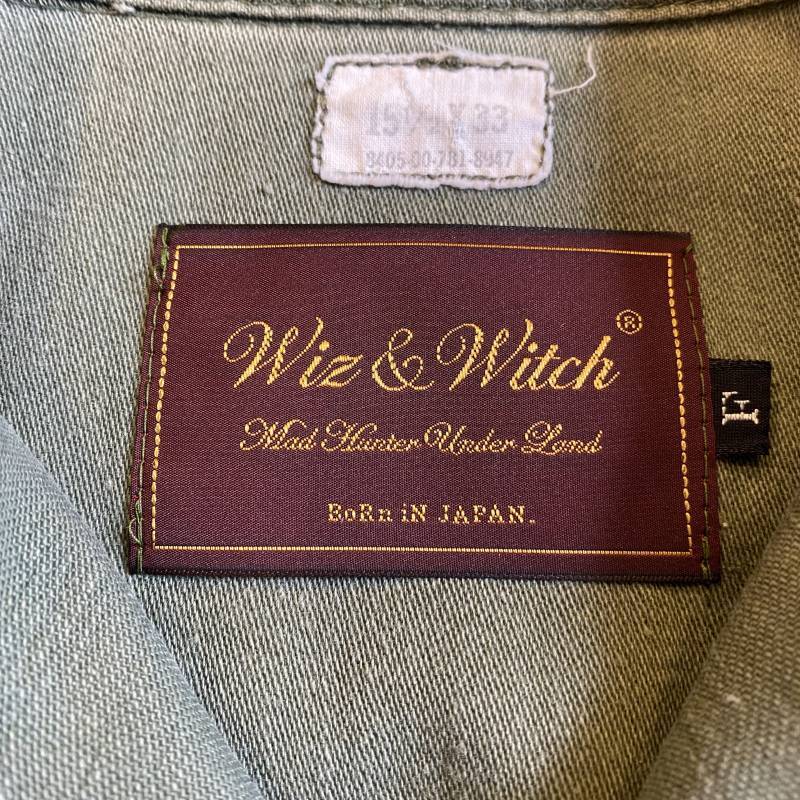 15½ X 33
8405-00-781-8947
Wiz & Witch ®
Mad Hunter Under Land
BoRn iN JAPAN.
F